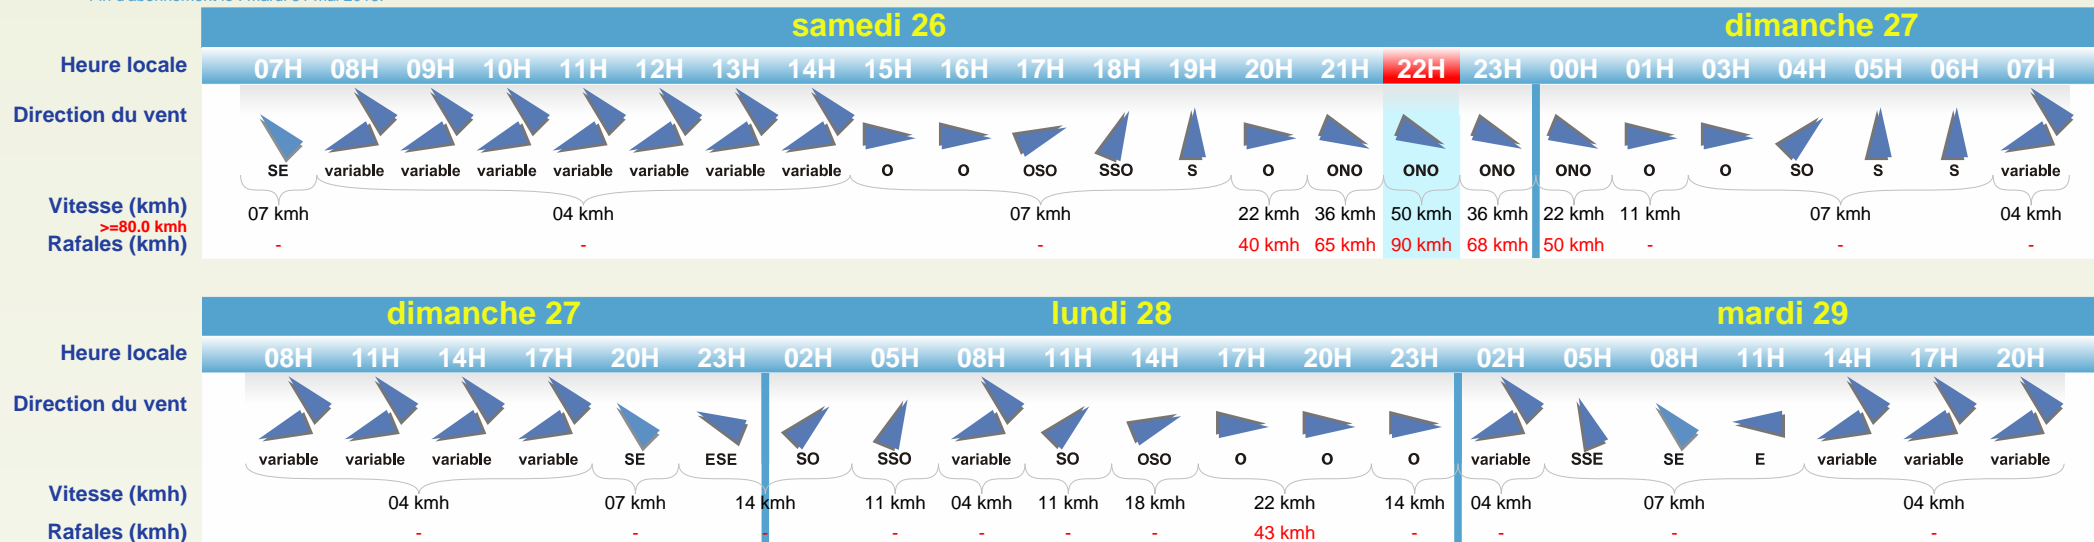 samedi 26 dimanche 27
Heure locale 07H 08H 09H 10H 11H 12H 13H 14H 15H 16H 17H 18H 19H 20H 21H 22H 23H 00H 01H 03H 04H 05H 06H 07H
Direction du vent
SE variable variable variable variable variable variable variable O O OSO SSO S O ONO ONO ONO ONO O O SO S S variable
Vitesse (kmh) 07 kmh 04 kmh 07 kmh 22 kmh 36 kmh 50 kmh 36 kmh 22 kmh 11 kmh 07 kmh 04 kmh
>=80.0 kmh
Rafales (kmh) - - - 40 kmh 65 kmh 90 kmh 68 kmh 50 kmh - - -
dimanche 27 lundi 28 mardi 29
Heure locale 08H 11H 14H 17H 20H 23H 02H 05H 08H 11H 14H 17H 20H 23H 02H 05H 08H 11H 14H 17H 20H
Direction du vent
variable variable variable variable SE ESE SO SSO variable SO OSO O O O variable SSE SE E variable variable variable
Vitesse (kmh) 04 kmh 07 kmh 14 kmh 11 kmh 04 kmh 11 kmh 18 kmh 22 kmh 14 kmh 04 kmh 07 kmh 04 kmh
Rafales (kmh) - - - - - - - 43 kmh - - - -